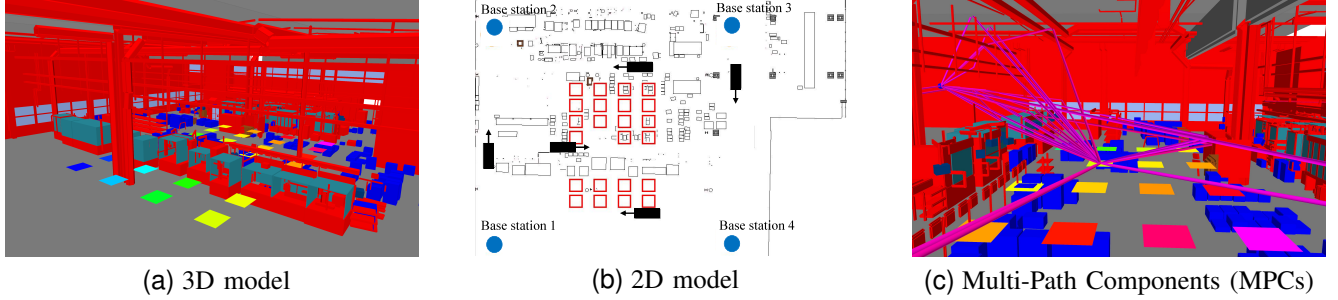 Base station 2
Base station 3
Base station 1
Base station 4
(a) 3D model
(b) 2D model
(c) Multi-Path Components (MPCs)